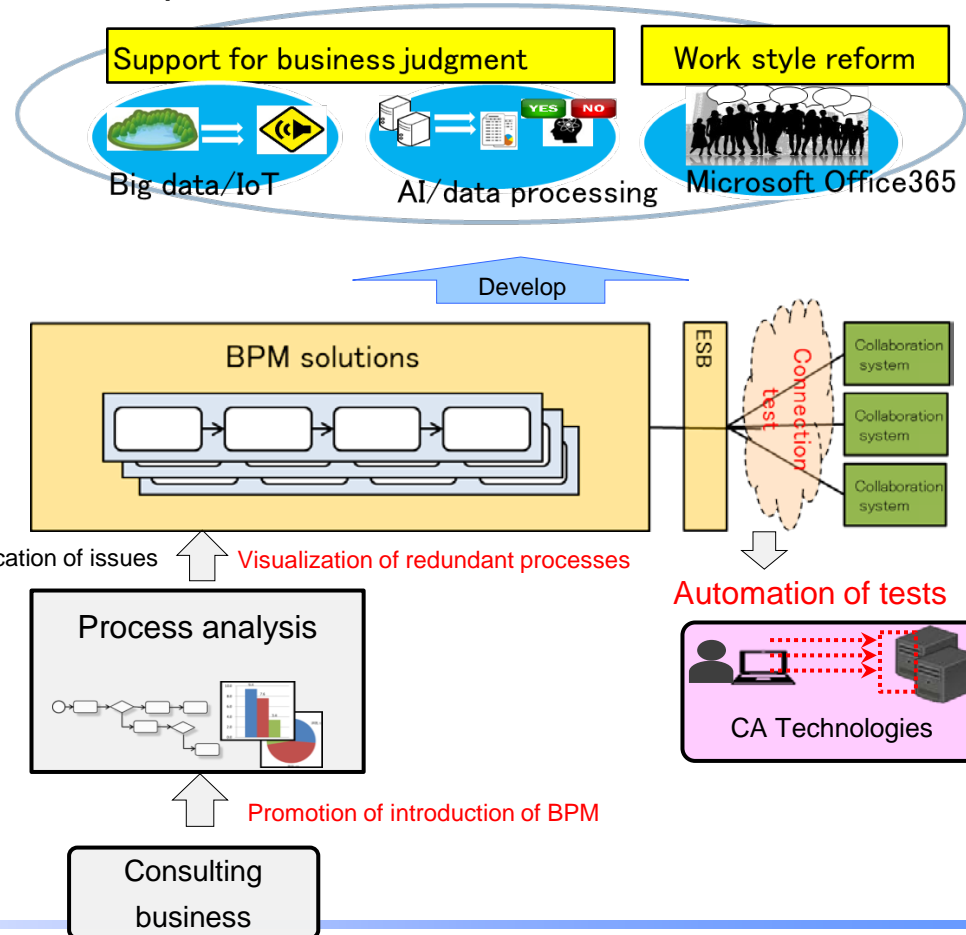 Support for business judgment
Work style reform
YES
NO
Big data/IoT
AI/data processing
Microsoft Office365
Develop
BPM solutions
ESB
Connection
test
Collaboration
system
Collaboration
system
Collaboration
system
cation of issues
Visualization of redundant processes
Automation of tests
Process analysis
CA Technologies
Promotion of introduction of BPM
Consulting
business